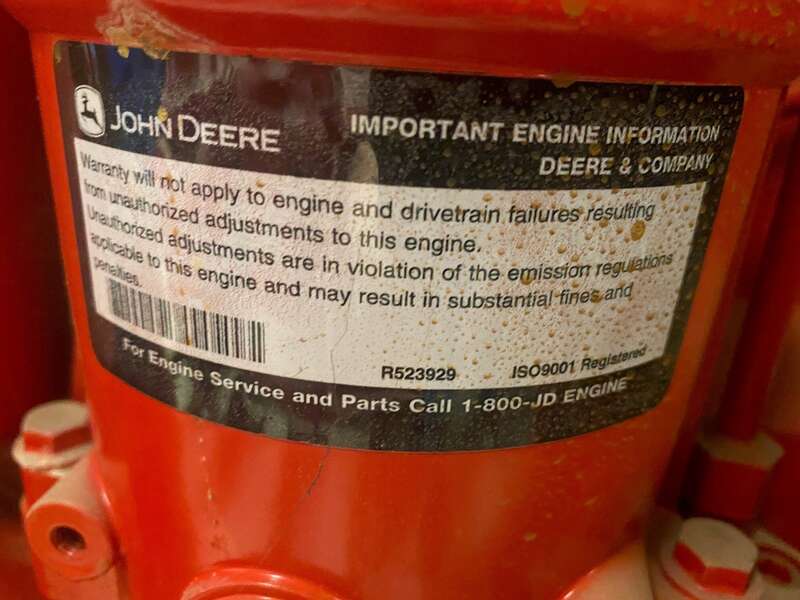 JOHN DEERE
IMPORTANT ENGINE INFORMATION
DEERE & COMPANY
Warranty will not apply to engine and drivetrain failures resulting
from unauthorized adjustments to this engine.
Unauthorized adjustments are in violation of the emission regulations
applicable to this engine and may result in substantial fines and
penalties.
R523929
ISO9001 Registered
For Engine Service and Parts Call 1-800-JD ENGINE